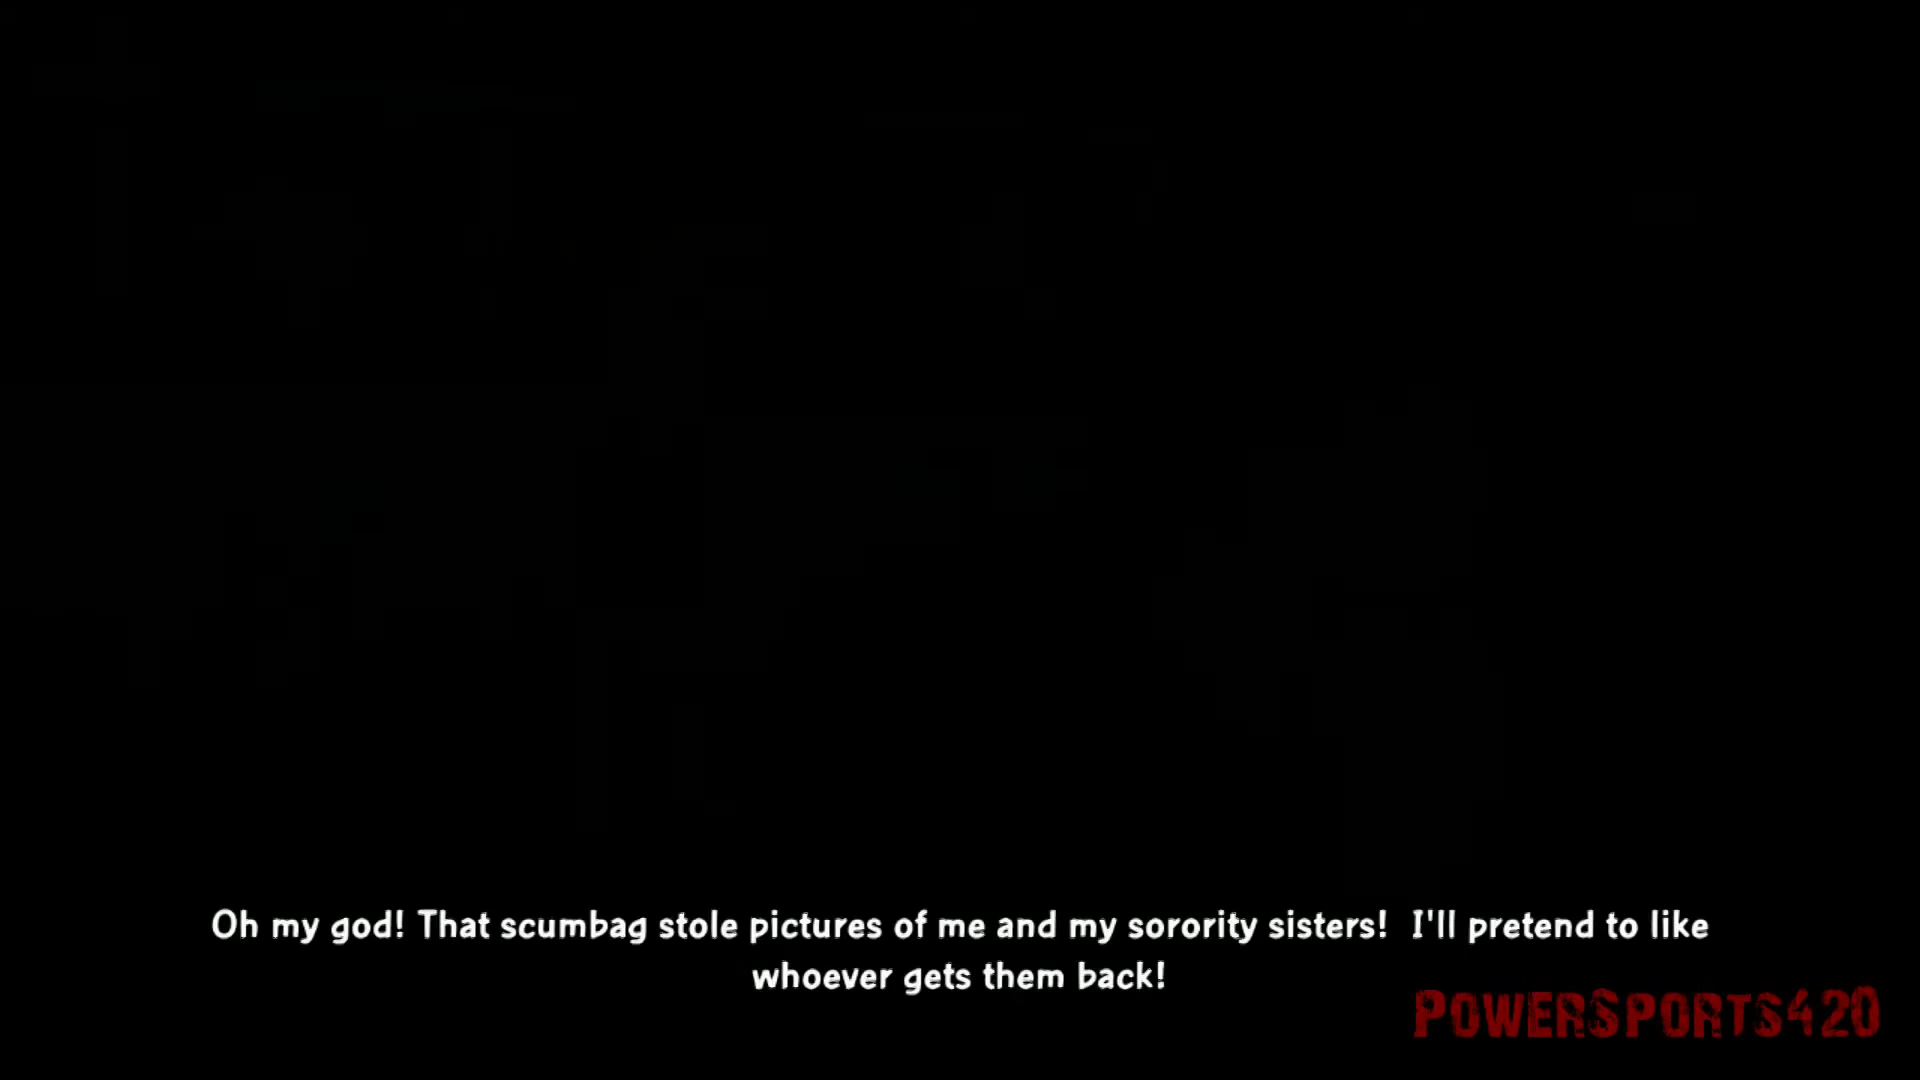 Oh my god! That scumbag stole pictures of me and my sorority sisters!  I'll pretend to like
whoever gets them back!
POWERSPORTS420